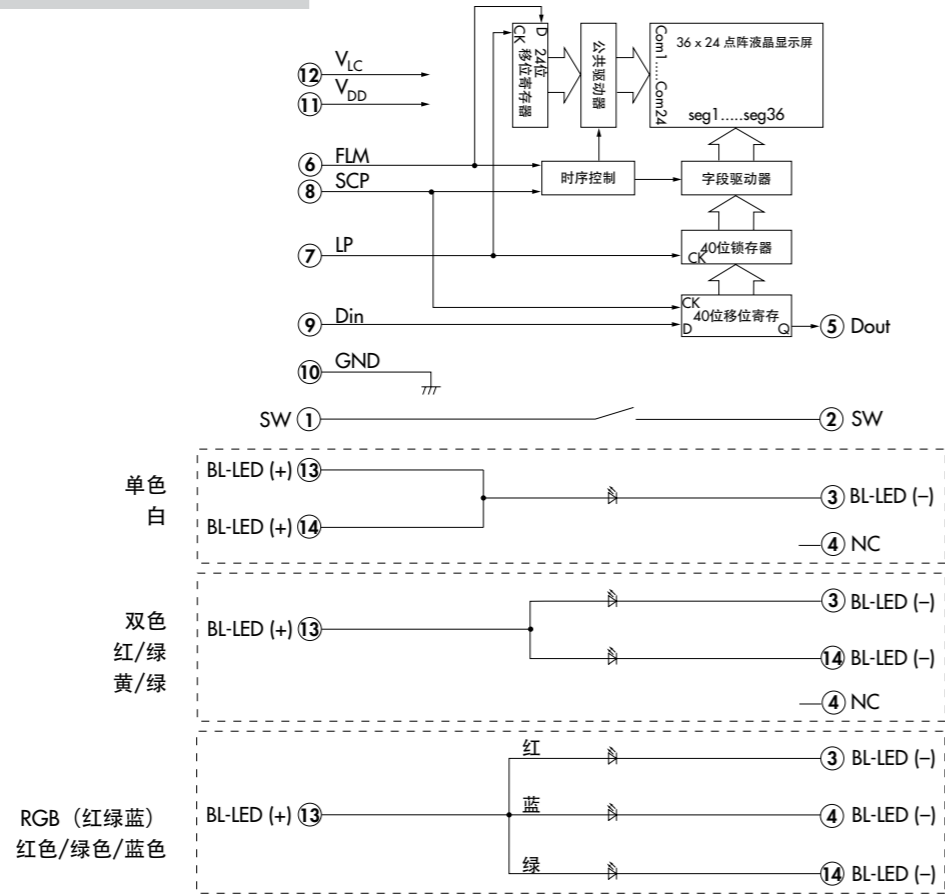 D
CK
24位
移位寄存器
公共驱动器
Com1.....Com24
36 x 24 点阵液晶显示屏
seg1.....seg36
12 VLC
11 VDD
6 FLM
8 SCP
时序控制
字段驱动器
7 LP
40位锁存器
CK
CK
40位移位寄存
D
Q
9 Din
5 Dout
10 GND
SW 1
2 SW
单色
白
BL-LED (+) 13
BL-LED (+) 14
3 BL-LED (–)
4 NC
双色
红/绿
黄/绿
BL-LED (+) 13
3 BL-LED (–)
14 BL-LED (–)
4 NC
RGB（红绿蓝）
红色/绿色/蓝色
BL-LED (+) 13
红
3 BL-LED (–)
蓝
4 BL-LED (–)
绿
14 BL-LED (–)